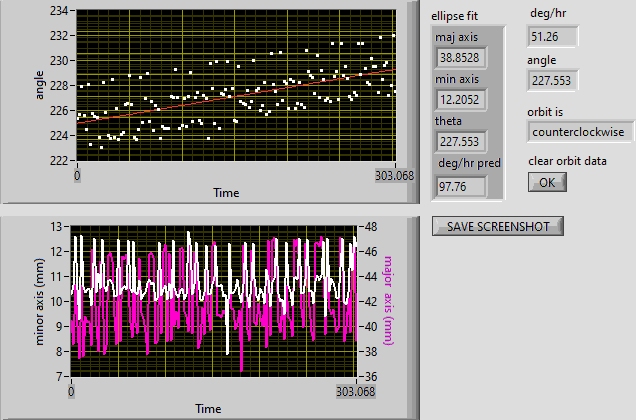 234
232
230
228
226
224
222
angle
0
303.068
Time
ellipse fit
maj axis
38.8528
min axis
12.2052
theta
227.553
deg/hr pred
97.76
deg/hr
51.26
angle
227.553
orbit is
counterclockwise
clear orbit data
OK
SAVE SCREENSHOT
13
12
11
10
9
8
7
minor axis (mm)
48
46
44
42
40
38
36
major axis (mm)
0
303.068
Time